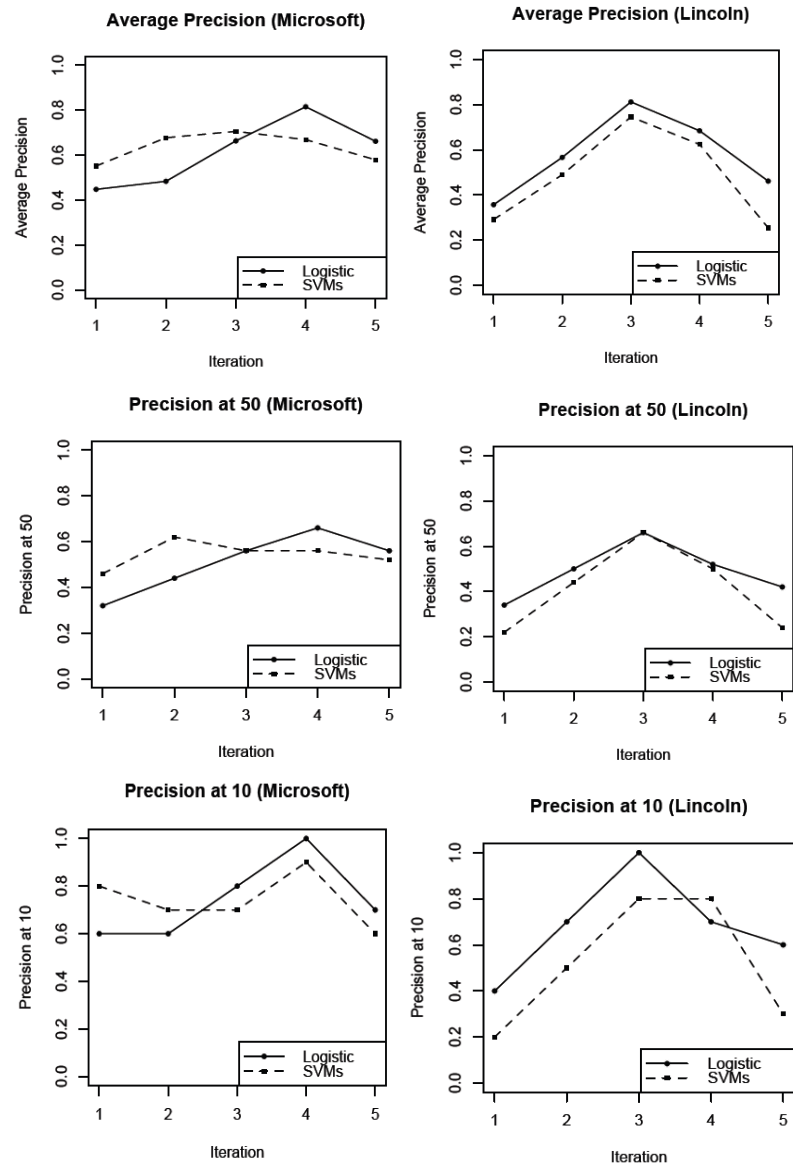 Average Precision (Microsoft)
Average Precision
1.0
0.8
0.6
0.4
0.2
0.0
Logistic
SVMs
1 2 3 4 5
Iteration
Average Precision (Lincoln)
Average Precision
1.0
0.8
0.6
0.4
0.2
0.0
Logistic
SVMs
1 2 3 4 5
Iteration
Precision at 50 (Microsoft)
Precision at 50
1.0
0.8
0.6
0.4
0.2
0.0
Logistic
SVMs
1 2 3 4 5
Iteration
Precision at 50 (Lincoln)
Precision at 50
1.0
0.8
0.6
0.4
0.2
0.0
Logistic
SVMs
1 2 3 4 5
Iteration
Precision at 10 (Microsoft)
Precision at 10
1.0
0.8
0.6
0.4
0.2
0.0
Logistic
SVMs
1 2 3 4 5
Iteration
Precision at 10 (Lincoln)
Precision at 10
1.0
0.8
0.6
0.4
0.2
0.0
Logistic
SVMs
1 2 3 4 5
Iteration